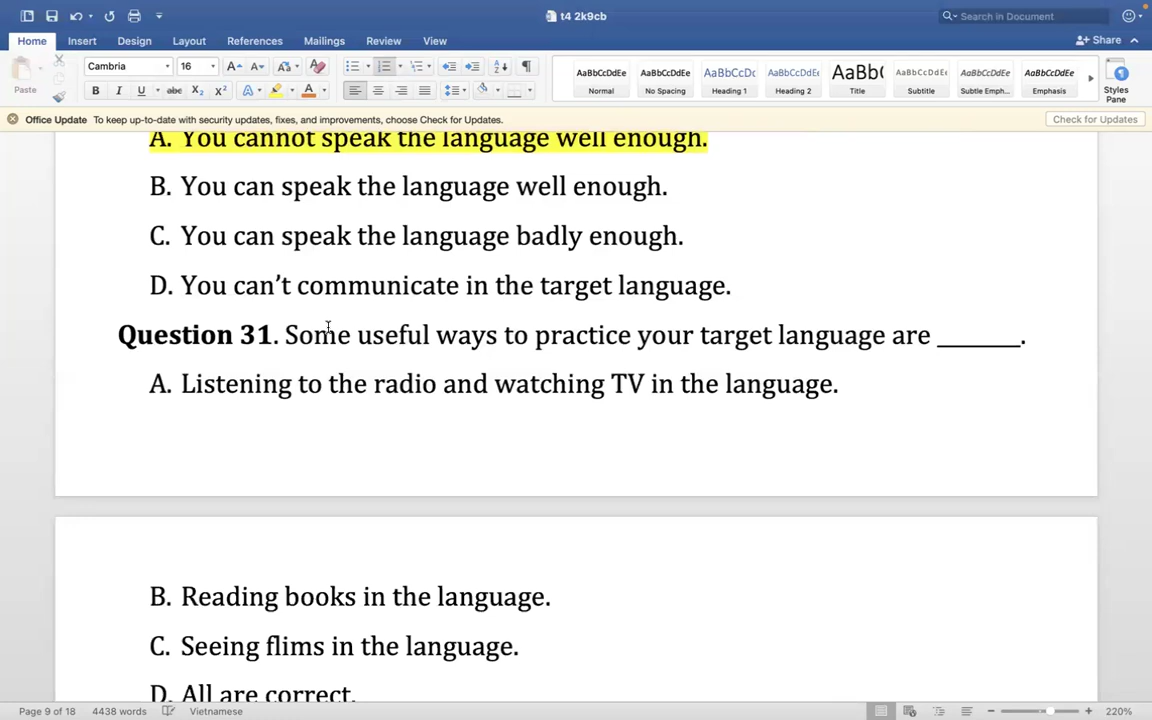 t4 2k9cb
Search in Document
Home Insert Design Layout References Mailings Review View
Share
Paste
Cambria 16
AaBbCcDdEe AaBbCcDdEe AaBbCcDc AaBbCcDdEe AaBb( AaBbCcDdEe AaBbCcDdEe AaBbCcDdEe
Normal No Spacing Heading 1 Heading 2 Title Subtitle Subtle Emph... Emphasis
Styles Pane
Office Update To keep up-to-date with security updates, fixes, and improvements, choose Check for Updates. Check for Updates
A. You cannot speak the language well enough.
B. You can speak the language well enough.
C. You can speak the language badly enough.
D. You can't communicate in the target language.
Question 31. Some useful ways to practice your target language are _______.
A. Listening to the radio and watching TV in the language.
B. Reading books in the language.
C. Seeing flims in the language.
D. All are correct.
Page 9 of 18 4438 words Vietnamese 220%